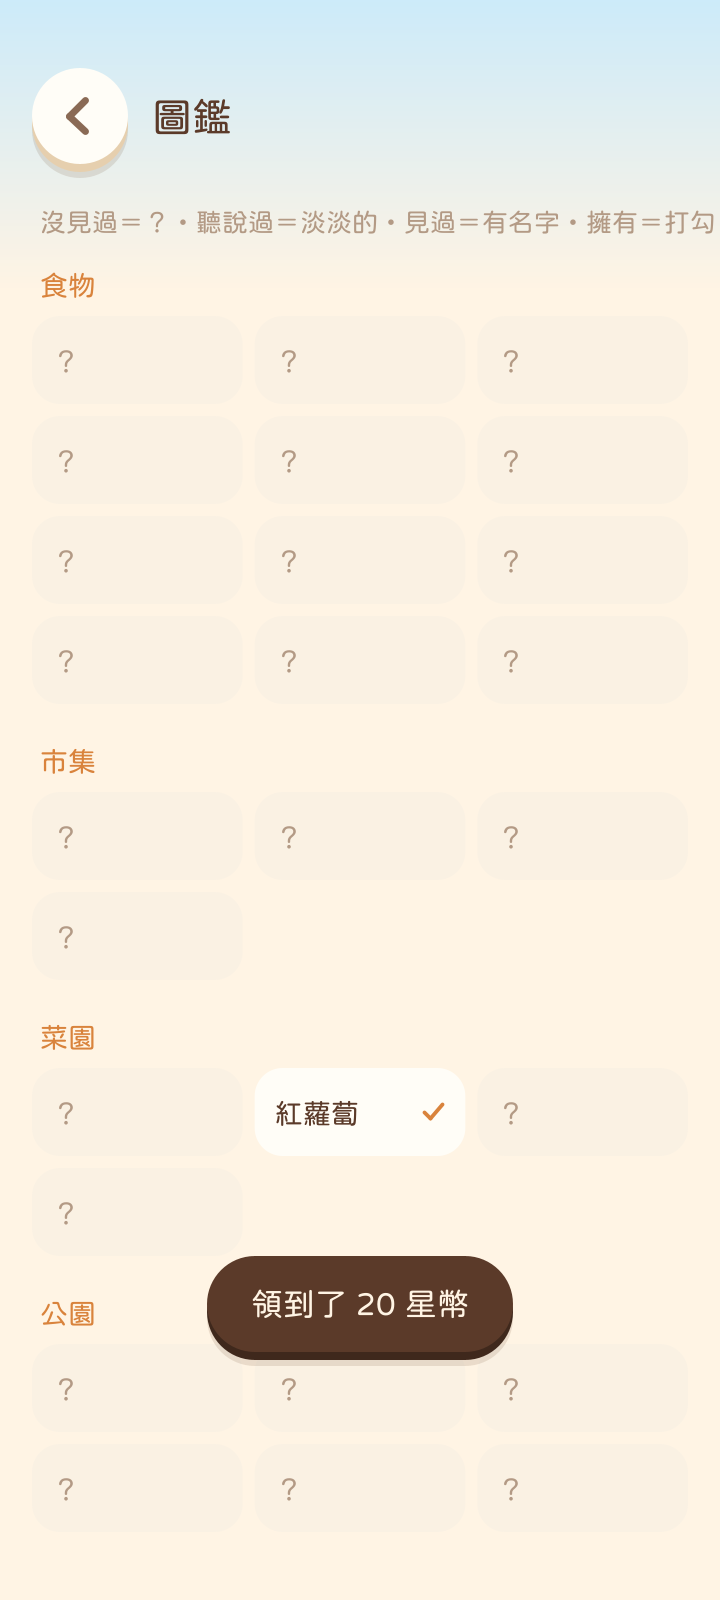 圖鑑
沒見過＝？・聽說過＝淡淡的・見過＝有名字・擁有＝打勾
食物
？ ？ ？
？ ？ ？
？ ？ ？
？ ？ ？
市集
？ ？ ？
？
菜園
？ 紅蘿蔔 ？
？
領到了 20 星幣
公園
？ ？ ？
？ ？ ？